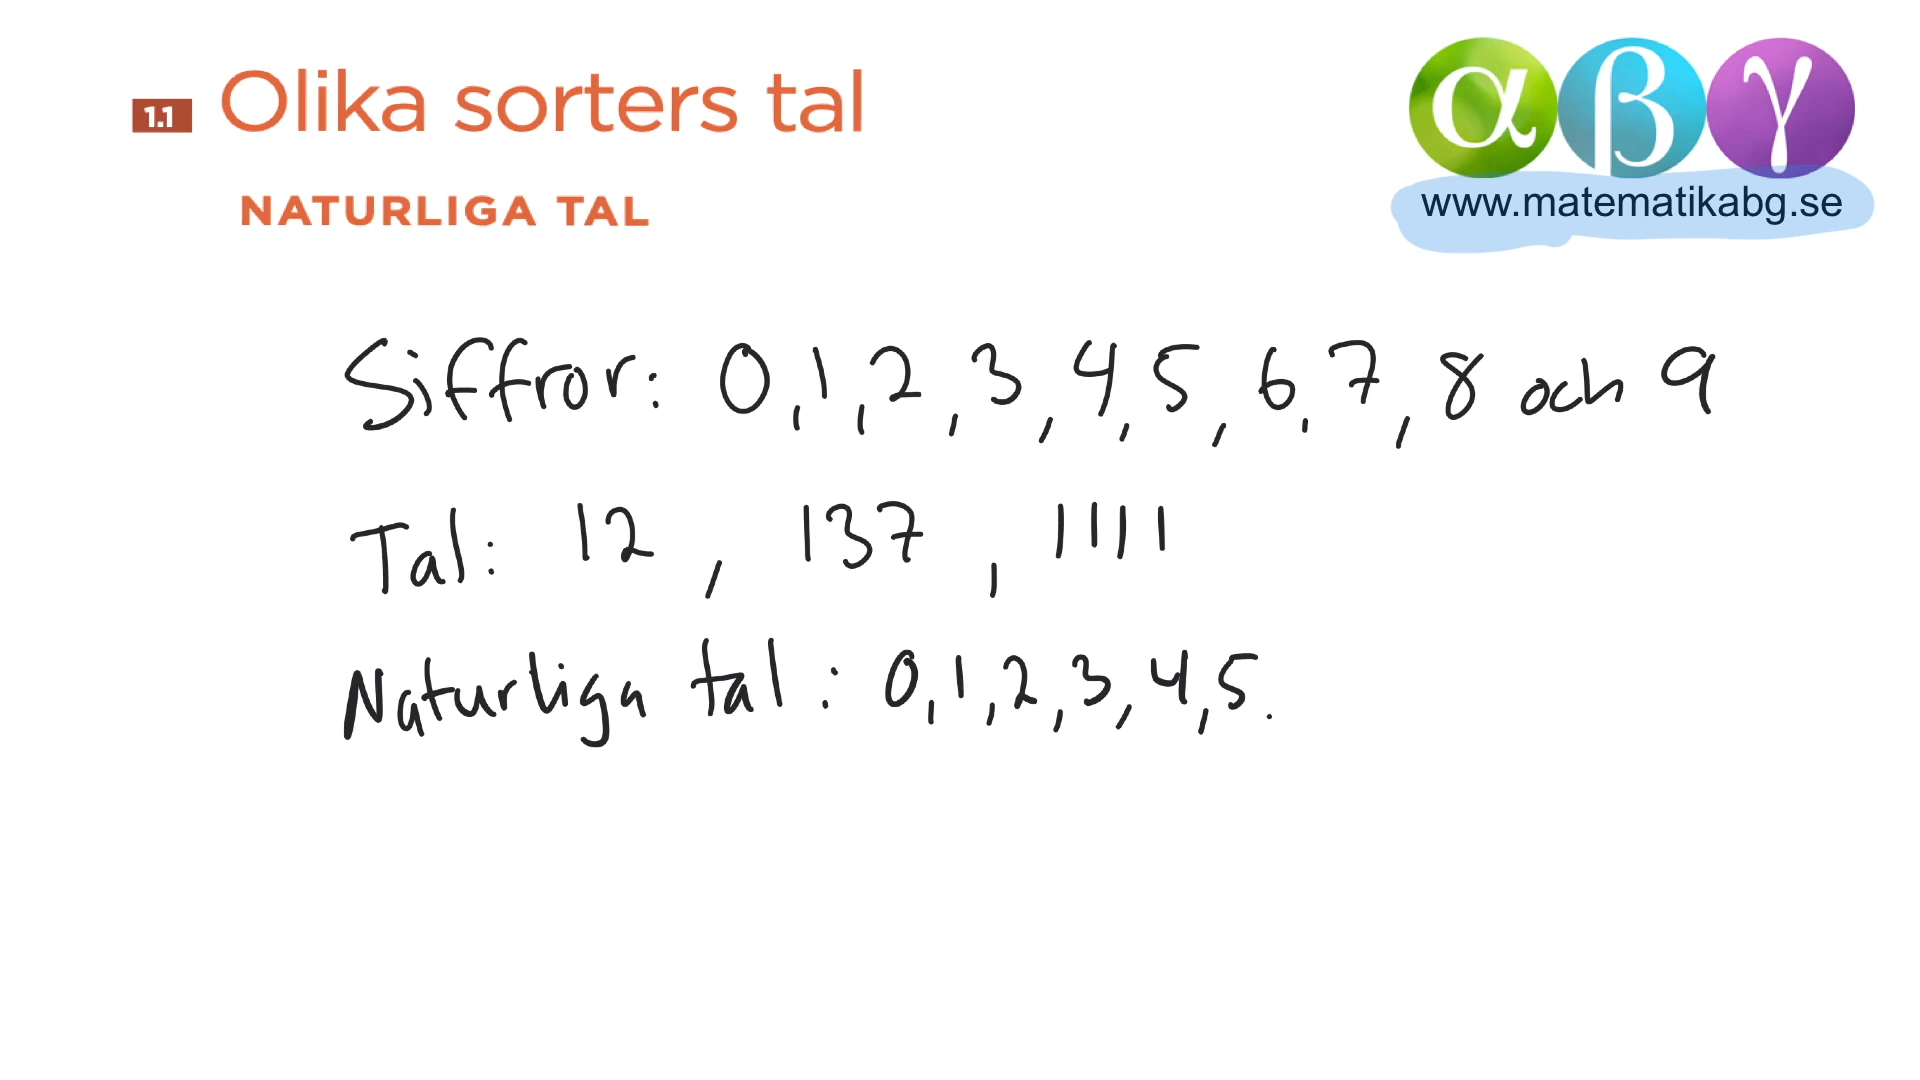 1.1 Olika sorters tal
NATURLIGA TAL
α β γ
www.matematikabg.se
Siffror: 0, 1, 2, 3, 4, 5, 6, 7, 8 och 9
Tal: 12, 137, 1111
Naturliga tal: 0, 1, 2, 3, 4, 5.